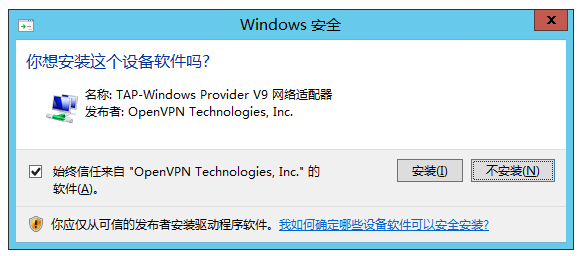 Windows 安全
x
你想安装这个设备软件吗?
名称: TAP-Windows Provider V9 网络适配器
发布者: OpenVPN Technologies, Inc.
始终信任来自 "OpenVPN Technologies, Inc." 的
软件(A)。
安装(I)
不安装(N)
你应仅从可信的发布者安装驱动程序软件。我如何确定哪些设备软件可以安全安装?